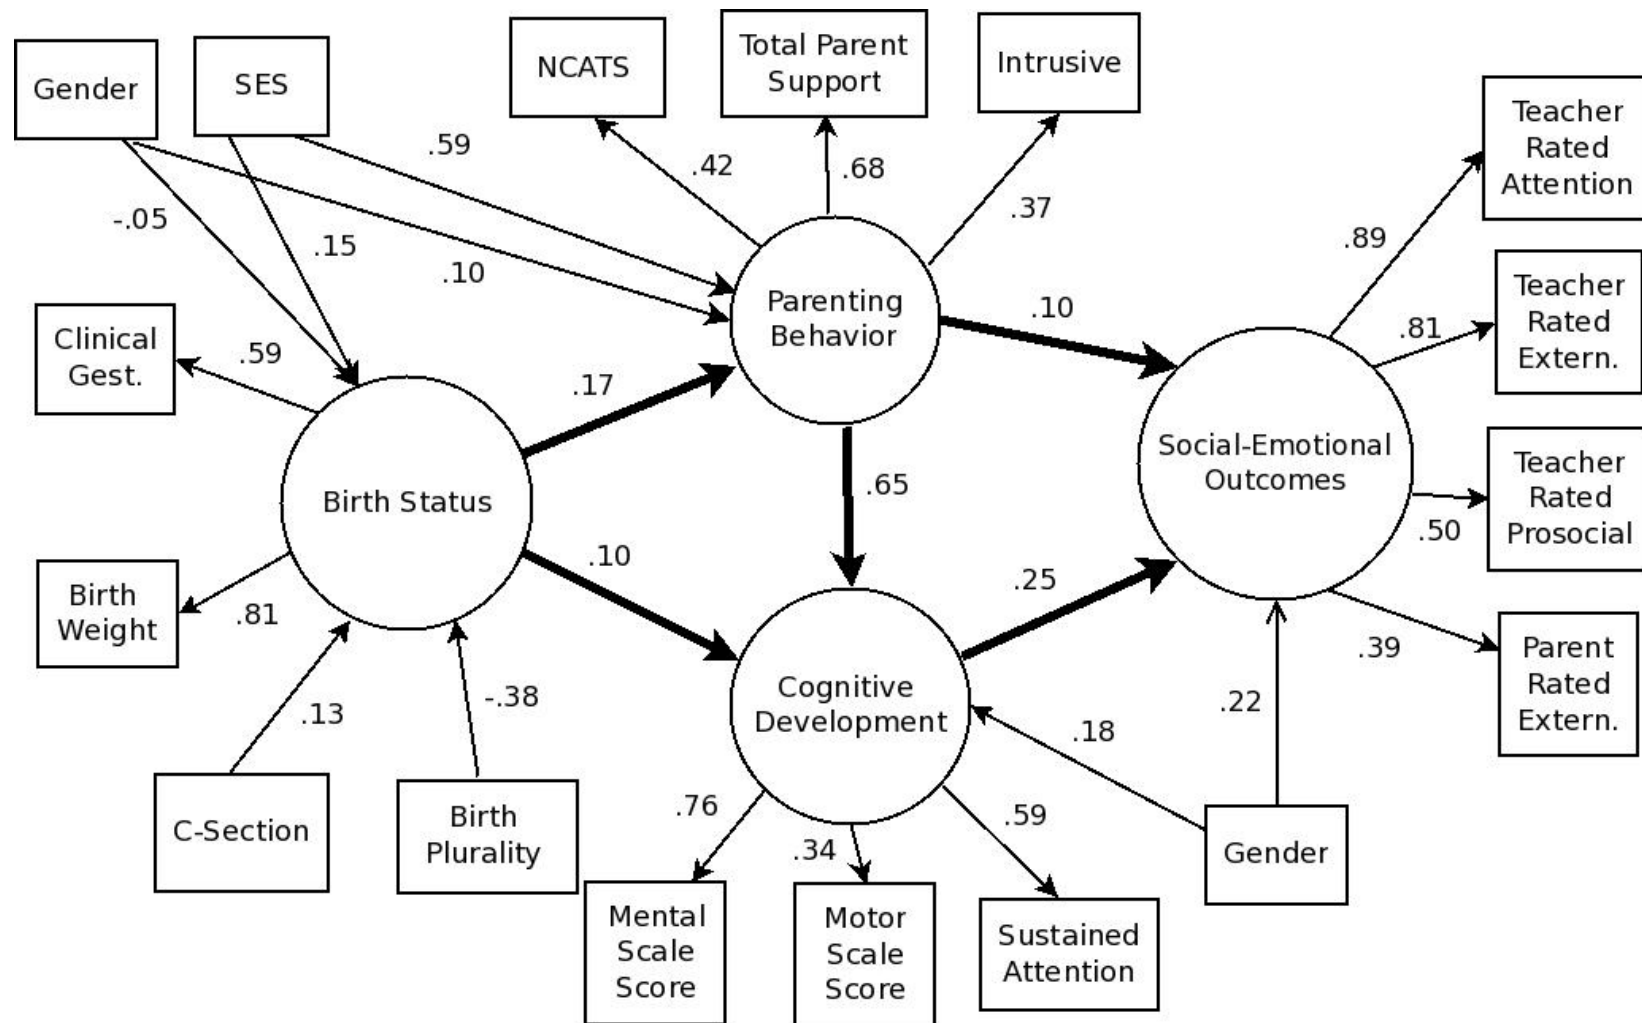 Gender
SES
NCATS
Total Parent
Support
Intrusive
Teacher
Rated
Attention
.59
.42
.68
.37
-.05
.15
.10
.89
Clinical
Gest.
.59
Parenting
Behavior
.10
.81
Teacher
Rated
Extern.
.17
Birth Status
.65
Social-Emotional
Outcomes
Teacher
Rated
Prosocial
.50
.10
.25
Birth
Weight
.81
.13
-.38
Cognitive
Development
.18
.22
.39
Parent
Rated
Extern.
C-Section
Birth
Plurality
.76
.34
.59
Gender
Mental
Scale
Score
Motor
Scale
Score
Sustained
Attention